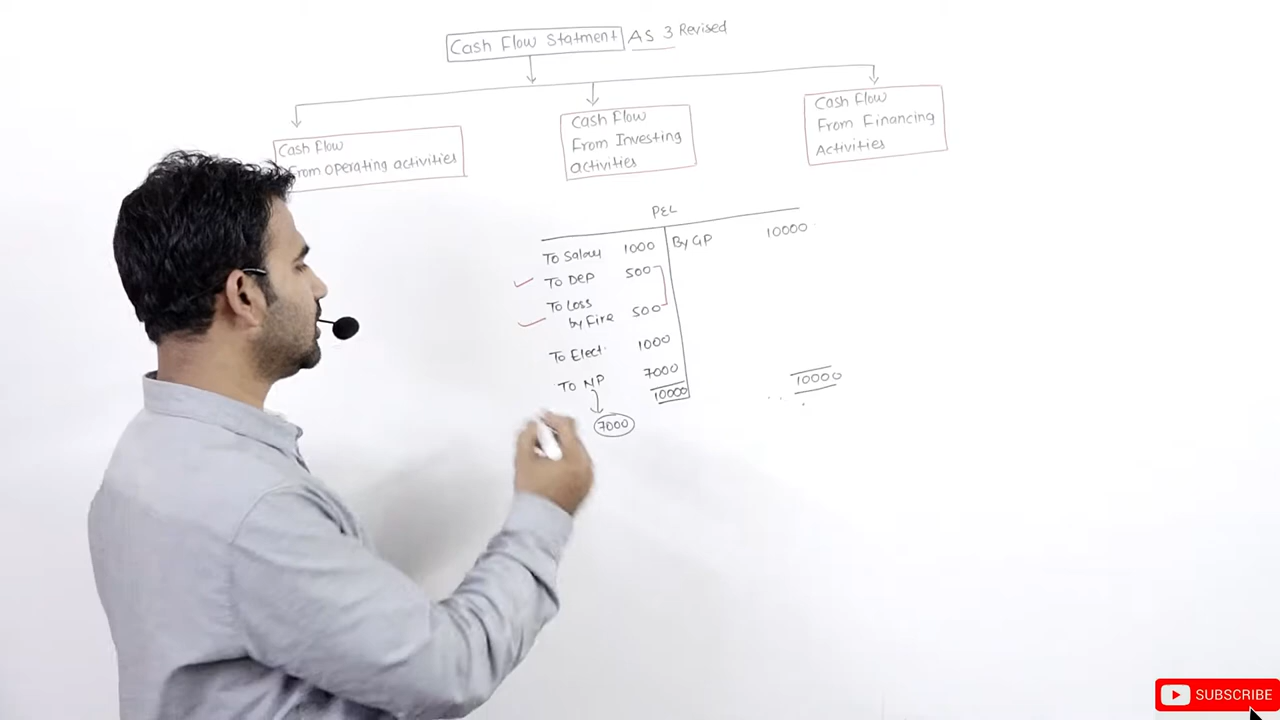 Cash Flow Statment AS 3 Revised
Cash Flow
From operating activities
Cash Flow
From Investing
activities
Cash Flow
From Financing
Activities
P&L
To Salary 1000 By GP 10000
To Dep 500
To Loss
by Fire 500
To Elect. 1000
To NP 7000
10000 10000
7000
SUBSCRIBE